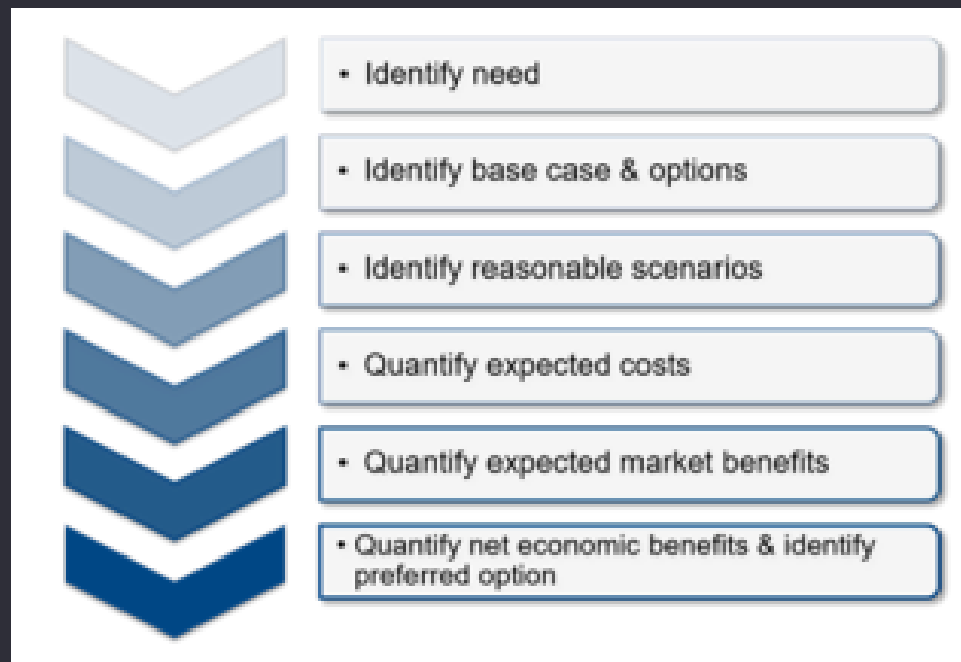 • Identify need
• Identify base case & options
• Identify reasonable scenarios
• Quantify expected costs
• Quantify expected market benefits
• Quantify net economic benefits & identify
preferred option